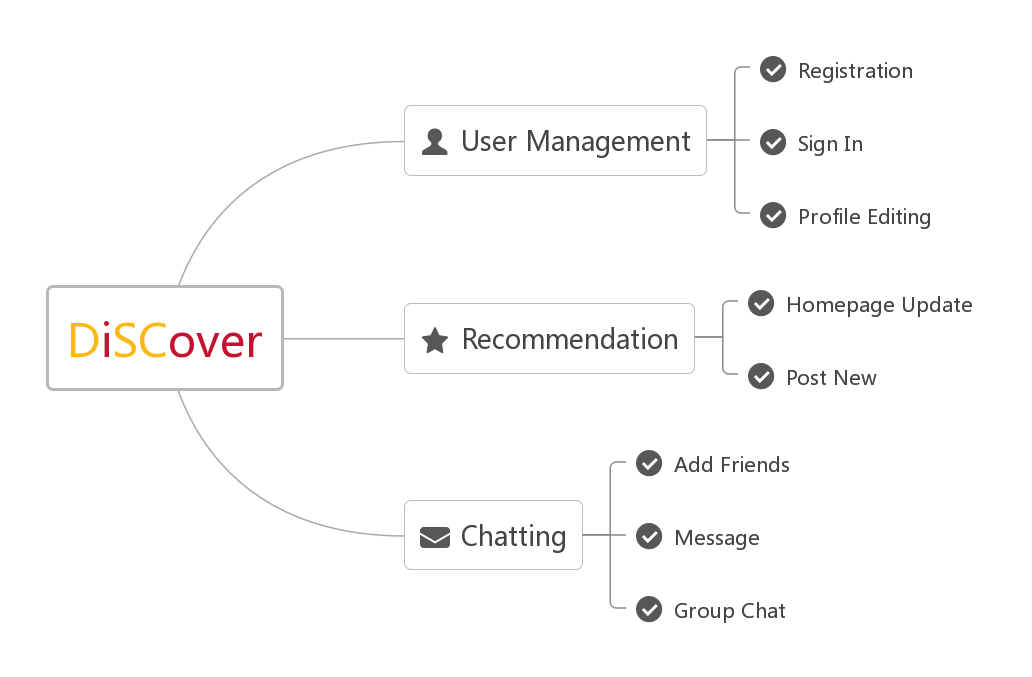 DiSCover
User Management
Registration
Sign In
Profile Editing
Recommendation
Homepage Update
Post New
Chatting
Add Friends
Message
Group Chat